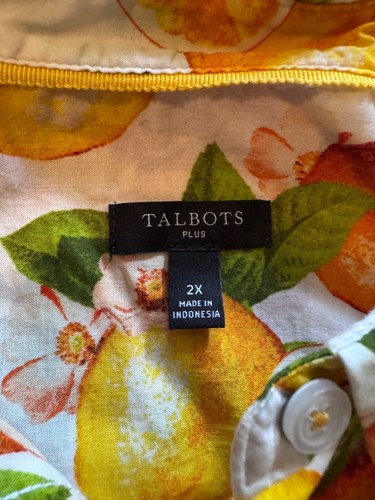 TALBOTS
PLUS
2X
MADE IN
INDONESIA